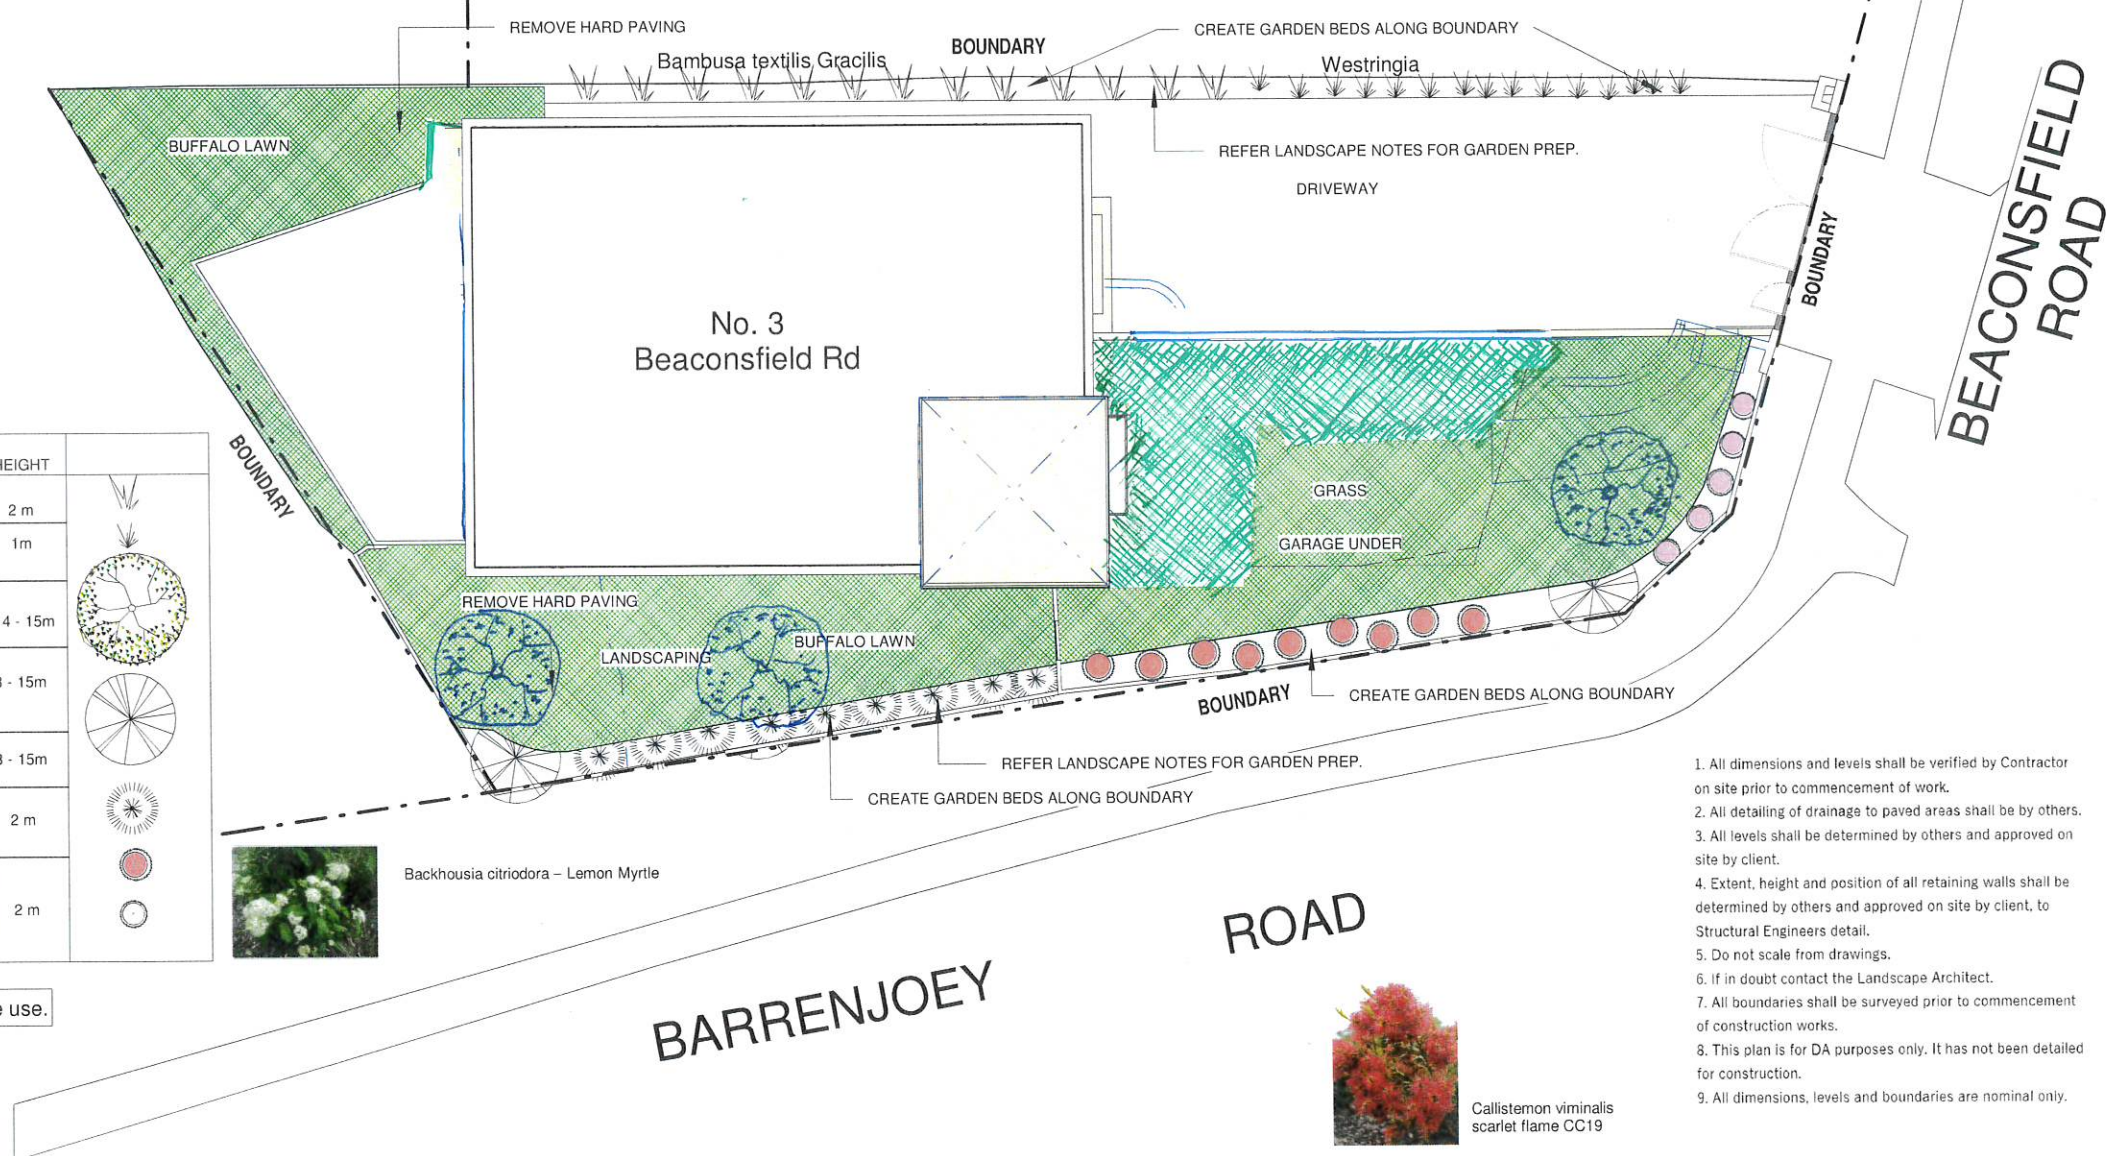 REMOVE HARD PAVING
BOUNDARY
CREATE GARDEN BEDS ALONG BOUNDARY
Bambusa textilis Gracilis
Westringia
BUFFALO LAWN
REFER LANDSCAPE NOTES FOR GARDEN PREP.
DRIVEWAY
BEACONSFIELD
ROAD
BOUNDARY
No. 3
Beaconsfield Rd
BOUNDARY
GRASS
GARAGE UNDER
HEIGHT
2 m
1m
4 - 15m
- 15m
- 15m
2 m
2 m
REMOVE HARD PAVING
LANDSCAPING
BUFFALO LAWN
BOUNDARY
CREATE GARDEN BEDS ALONG BOUNDARY
REFER LANDSCAPE NOTES FOR GARDEN PREP.
CREATE GARDEN BEDS ALONG BOUNDARY
Backhousia citriodora – Lemon Myrtle
use.
BARRENJOEY
ROAD
Callistemon viminalis
scarlet flame CC19
1. All dimensions and levels shall be verified by Contractor
on site prior to commencement of work.
2. All detailing of drainage to paved areas shall be by others.
3. All levels shall be determined by others and approved on
site by client.
4. Extent, height and position of all retaining walls shall be
determined by others and approved on site by client, to
Structural Engineers detail.
5. Do not scale from drawings.
6. If in doubt contact the Landscape Architect.
7. All boundaries shall be surveyed prior to commencement
of construction works.
8. This plan is for DA purposes only. It has not been detailed
for construction.
9. All dimensions, levels and boundaries are nominal only.